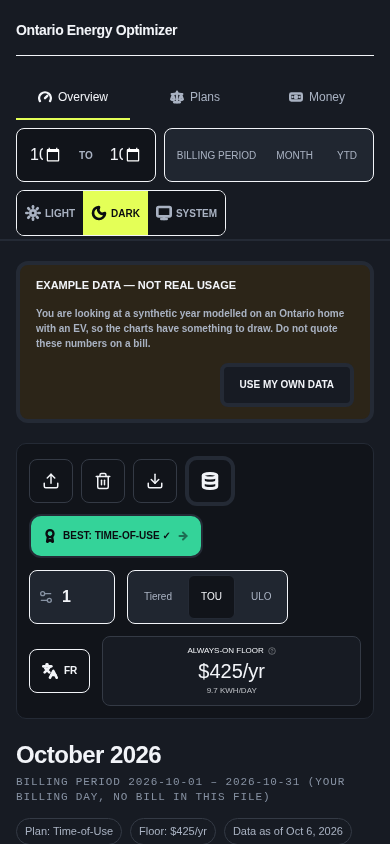 Ontario Energy Optimizer
Overview
Plans
Money
10
TO
10
BILLING PERIOD
MONTH
YTD
LIGHT
DARK
SYSTEM
EXAMPLE DATA — NOT REAL USAGE
You are looking at a synthetic year modelled on an Ontario home
with an EV, so the charts have something to draw. Do not quote
these numbers on a bill.
USE MY OWN DATA
BEST: TIME-OF-USE ✓ →
1
Tiered
TOU
ULO
FR
ALWAYS-ON FLOOR
$425/yr
9.7 KWH/DAY
October 2026
BILLING PERIOD 2026-10-01 – 2026-10-31 (YOUR
BILLING DAY, NO BILL IN THIS FILE)
Plan: Time-of-Use
Floor: $425/yr
Data as of Oct 6, 2026